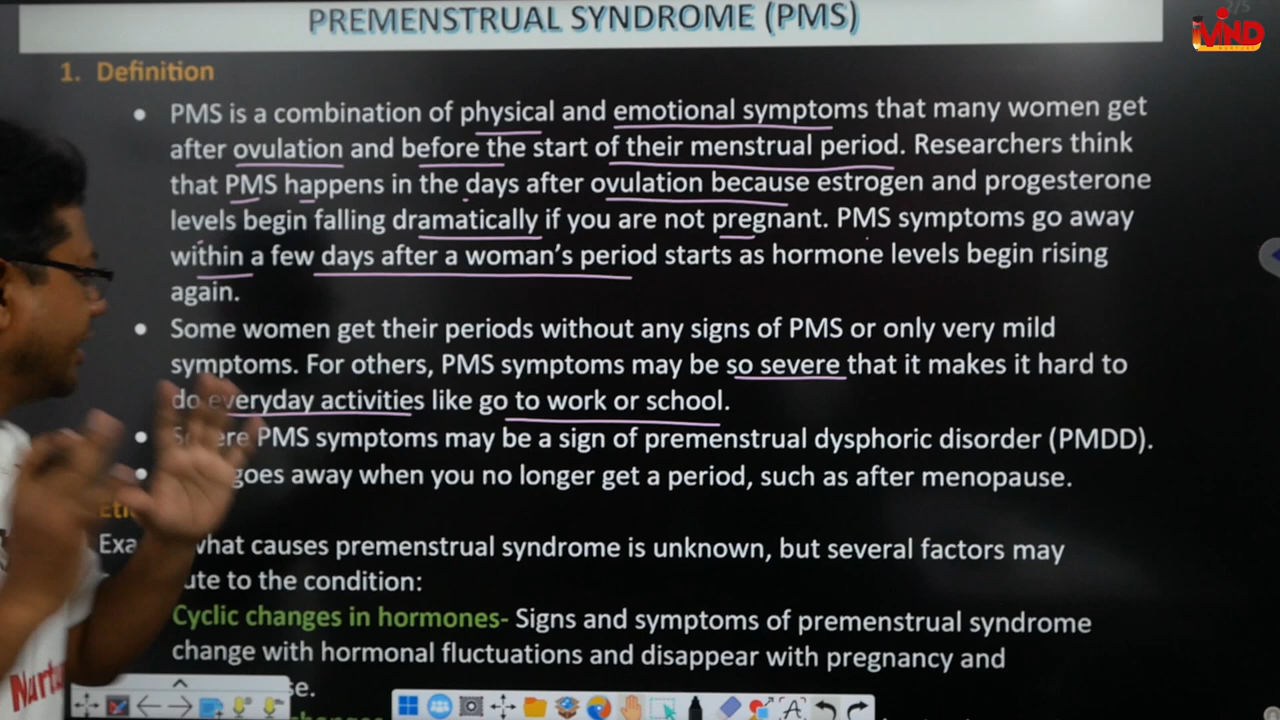 PREMENSTRUAL SYNDROME (PMS)
MIND
1. Definition
• PMS is a combination of physical and emotional symptoms that many women get
after ovulation and before the start of their menstrual period. Researchers think
that PMS happens in the days after ovulation because estrogen and progesterone
levels begin falling dramatically if you are not pregnant. PMS symptoms go away
within a few days after a woman's period starts as hormone levels begin rising
again.
• Some women get their periods without any signs of PMS or only very mild
symptoms. For others, PMS symptoms may be so severe that it makes it hard to
do everyday activities like go to work or school.
• PMS symptoms may be a sign of premenstrual dysphoric disorder (PMDD).
goes away when you no longer get a period, such as after menopause.
what causes premenstrual syndrome is unknown, but several factors may
to the condition:
Cyclic changes in hormones- Signs and symptoms of premenstrual syndrome
change with hormonal fluctuations and disappear with pregnancy and